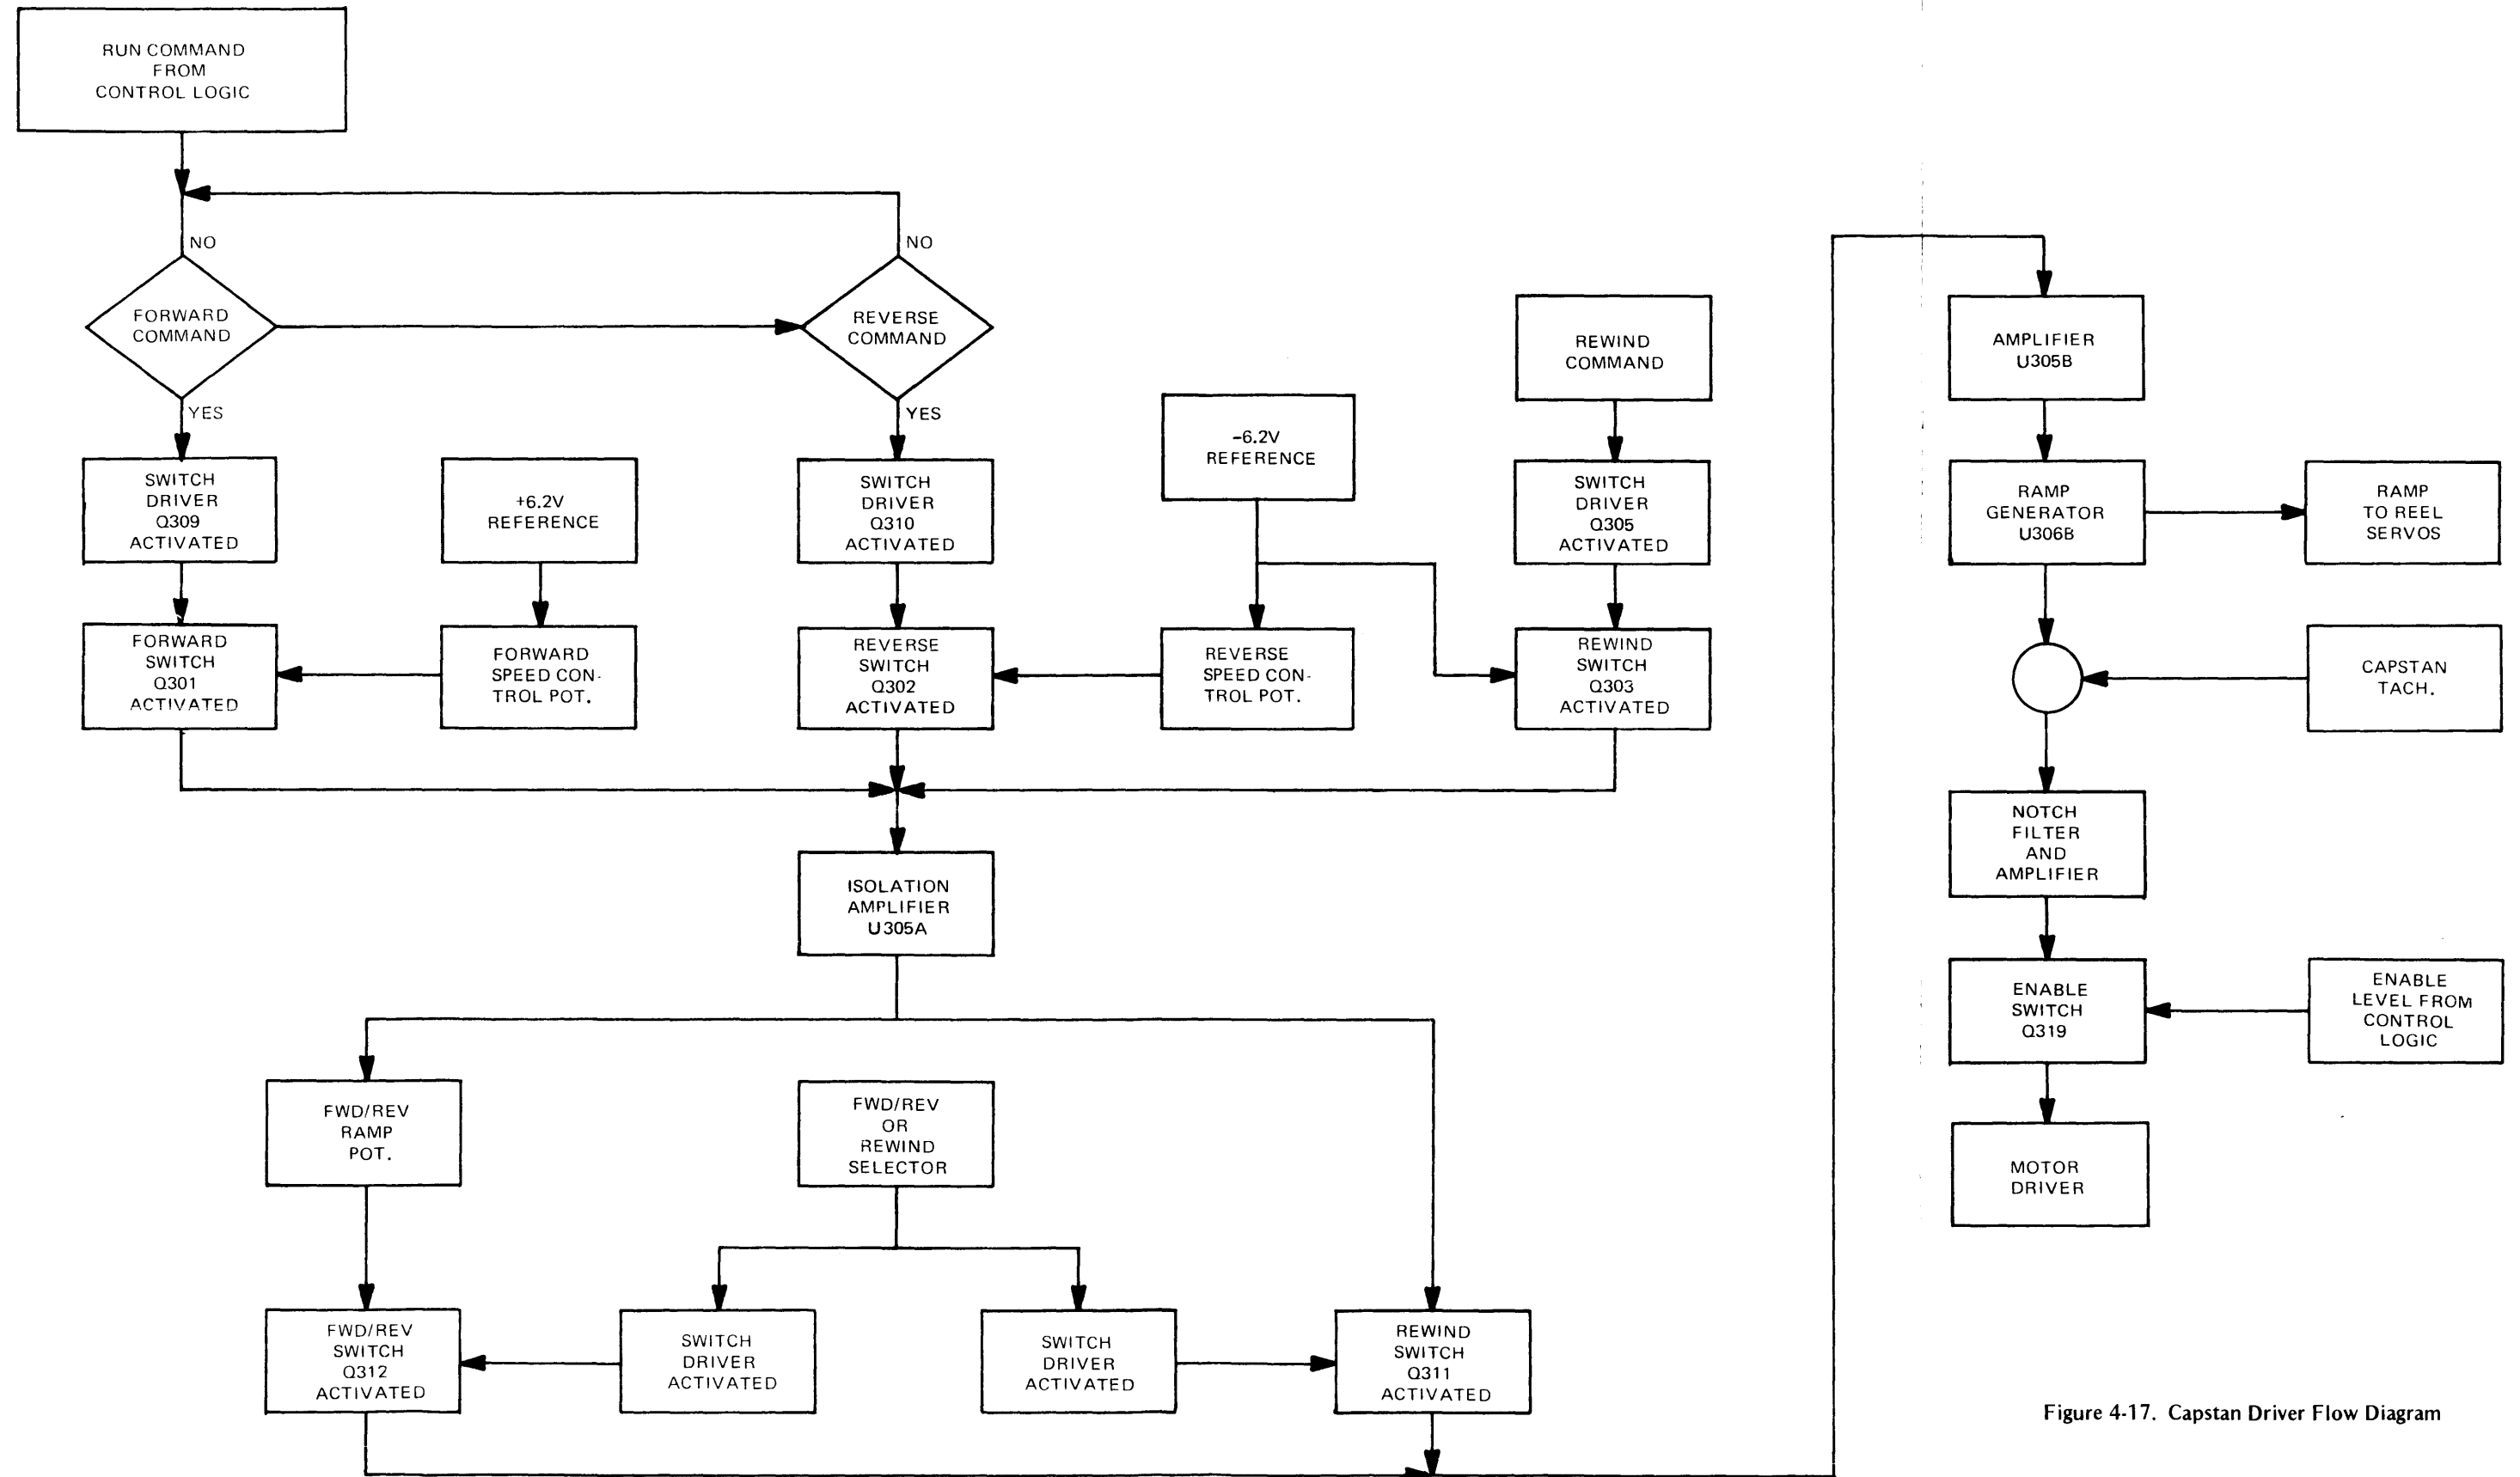 RUN COMMAND
FROM
CONTROL LOGIC
NO
NO
FORWARD
COMMAND
REVERSE
COMMAND
YES
YES
REWIND
COMMAND
-6.2V
REFERENCE
SWITCH
DRIVER
Q309
ACTIVATED
+6.2V
REFERENCE
SWITCH
DRIVER
Q310
ACTIVATED
SWITCH
DRIVER
Q305
ACTIVATED
FORWARD
SWITCH
Q301
ACTIVATED
FORWARD
SPEED CON-
TROL POT.
REVERSE
SWITCH
Q302
ACTIVATED
REVERSE
SPEED CON-
TROL POT.
REWIND
SWITCH
Q303
ACTIVATED
ISOLATION
AMPLIFIER
U305A
FWD/REV
RAMP
POT.
FWD/REV
OR
REWIND
SELECTOR
FWD/REV
SWITCH
Q312
ACTIVATED
SWITCH
DRIVER
ACTIVATED
SWITCH
DRIVER
ACTIVATED
REWIND
SWITCH
Q311
ACTIVATED
AMPLIFIER
U305B
RAMP
GENERATOR
U306B
RAMP
TO REEL
SERVOS
CAPSTAN
TACH.
NOTCH
FILTER
AND
AMPLIFIER
ENABLE
SWITCH
Q319
ENABLE
LEVEL FROM
CONTROL
LOGIC
MOTOR
DRIVER
Figure 4-17. Capstan Driver Flow Diagram